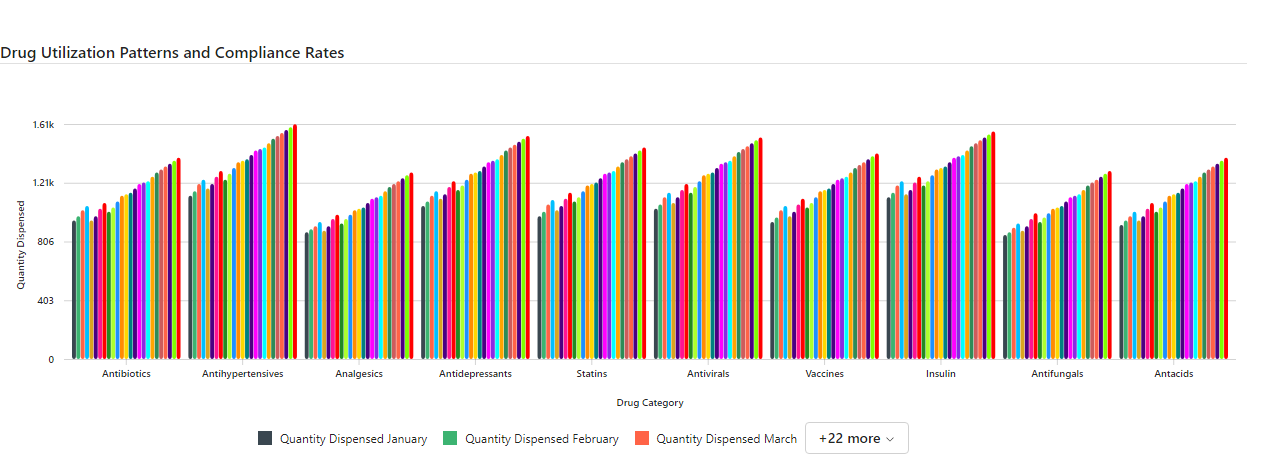 Drug Utilization Patterns and Compliance Rates
1.61k
1.21k
806
403
0
Quantity Dispensed
Antibiotics Antihypertensives Analgesics Antidepressants Statins Antivirals Vaccines Insulin Antifungals Antacids
Drug Category
Quantity Dispensed January Quantity Dispensed February Quantity Dispensed March +22 more